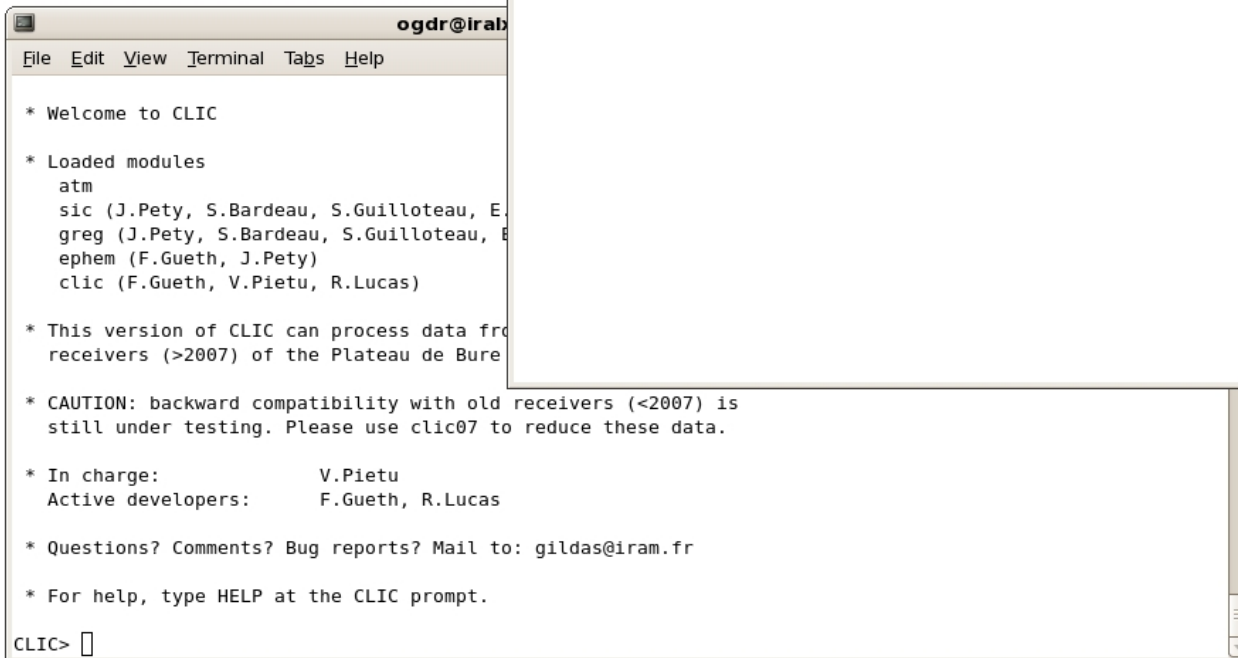 ogdr@iralx
File Edit View Terminal Tabs Help
* Welcome to CLIC
* Loaded modules
atm
sic (J.Pety, S.Bardeau, S.Guilloteau, E.
greg (J.Pety, S.Bardeau, S.Guilloteau, E
ephem (F.Gueth, J.Pety)
clic (F.Gueth, V.Pietu, R.Lucas)
* This version of CLIC can process data fro
receivers (>2007) of the Plateau de Bure
* CAUTION: backward compatibility with old receivers (<2007) is
still under testing. Please use clic07 to reduce these data.
* In charge: V.Pietu
Active developers: F.Gueth, R.Lucas
* Questions? Comments? Bug reports? Mail to: gildas@iram.fr
* For help, type HELP at the CLIC prompt.
CLIC>